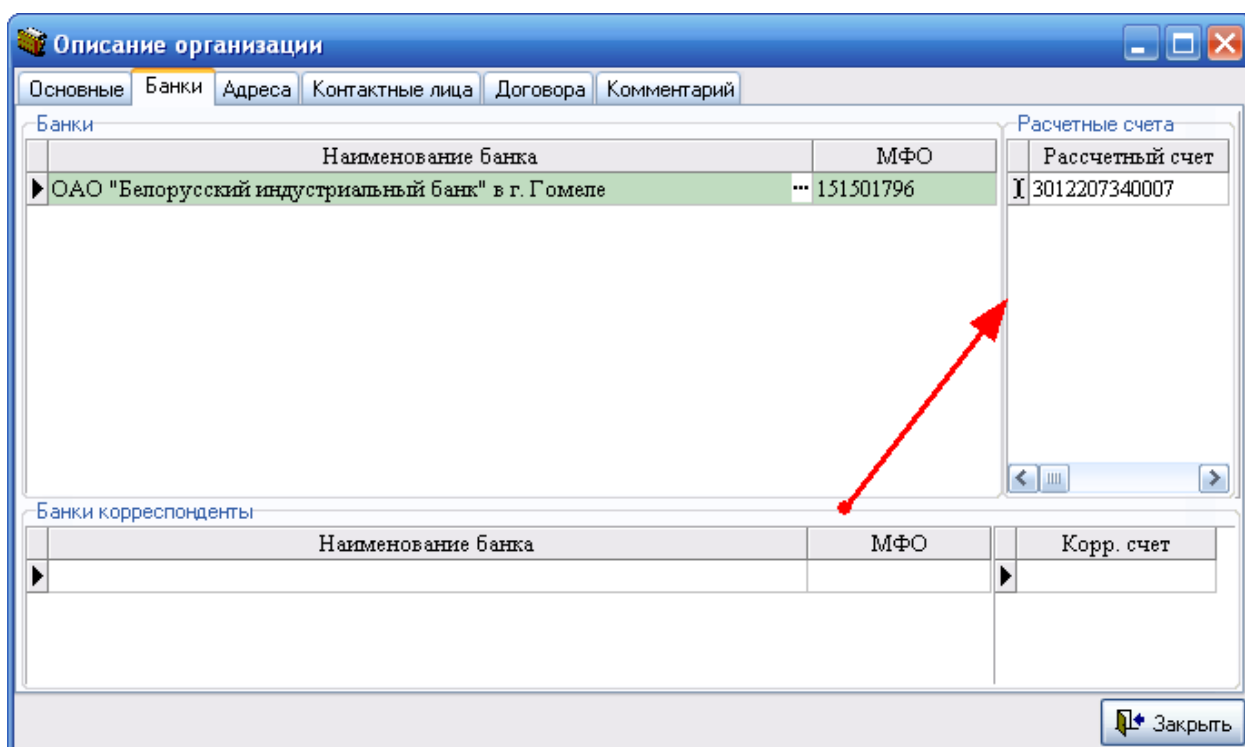 Описание организации
Основные Банки Адреса Контактные лица Договора Комментарий
Банки Расчетные счета
Наименование банка МФО Рассчетный счет
ОАО "Белорусский индустриальный банк" в г. Гомеле ... 151501796 3012207340007
Банки корреспонденты
Наименование банка МФО Корр. счет
Закрыть